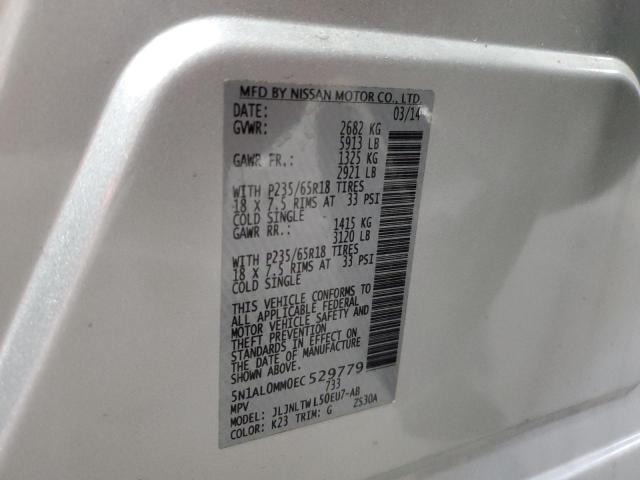 MFD BY NISSAN MOTOR CO., LTD
DATE: 03/14
GVWR: 2682 KG
5913 LB
GAWR FR.: 1325 KG
2921 LB
WITH P235/65R18 TIRES
18 X 7.5 RIMS AT 33 PSI
COLD SINGLE
GAWR RR.: 1415 KG
3120 LB
WITH P235/65R18 TIRES
18 X 7.5 RIMS AT 33 PSI
COLD SINGLE
THIS VEHICLE CONFORMS TO
ALL APPLICABLE FEDERAL
MOTOR VEHICLE SAFETY AND
THEFT PREVENTION
STANDARDS IN EFFECT ON
THE DATE OF MANUFACTURE
SHOWN ABOVE.
5N1AL0MM0EC529779
MPV 733
MODEL: JLJNLTWL50EU7-AB
COLOR: K23 TRIM: G ZS30A